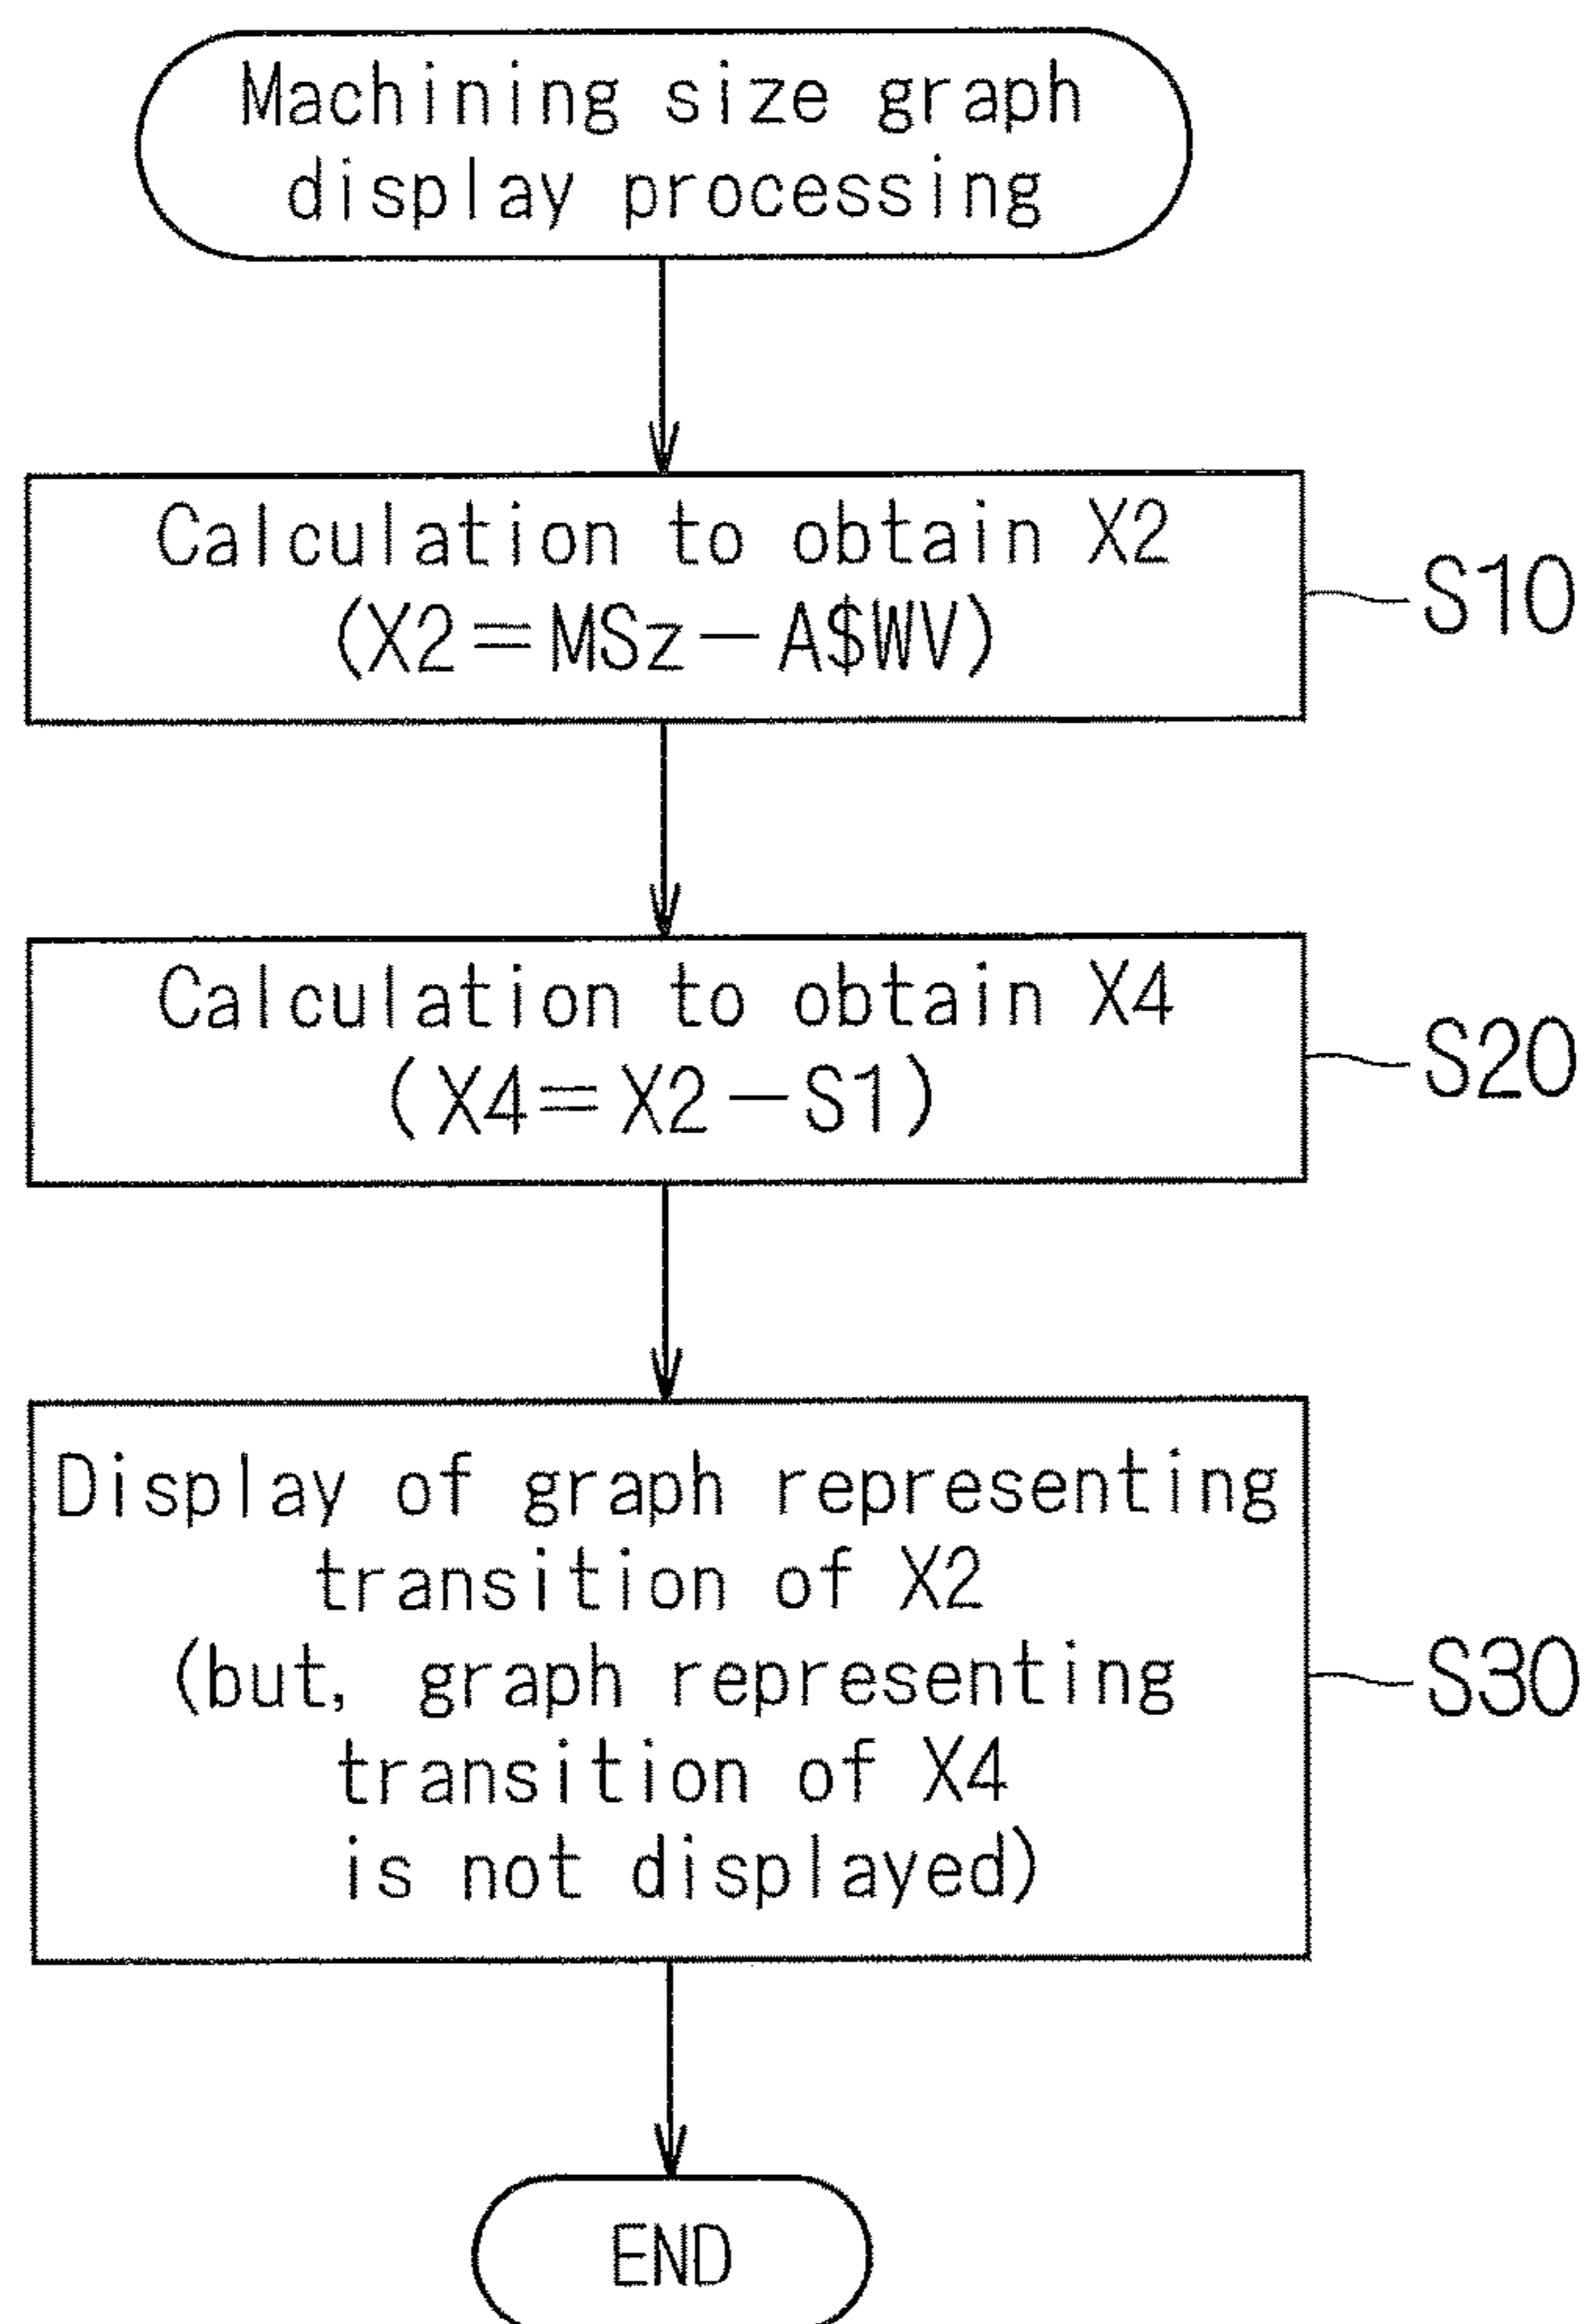 Machining size graph
display processing
Calculation to obtain X2
(X2=MSz-A$WV)
S10
Calculation to obtain X4
(X4=X2-S1)
S20
Display of graph representing
transition of X2
(but, graph representing
transition of X4
is not displayed)
S30
END